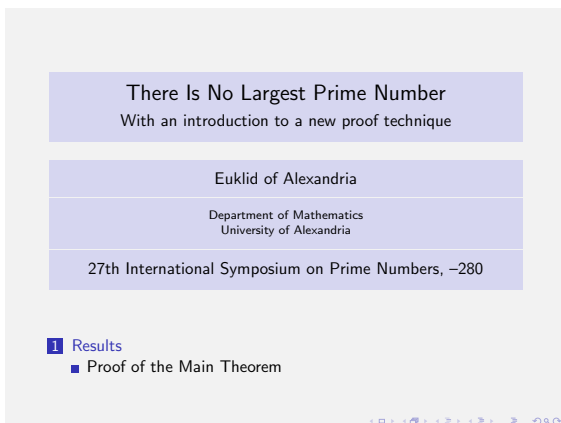 There Is No Largest Prime Number
With an introduction to a new proof technique
Euklid of Alexandria
Department of Mathematics
University of Alexandria
27th International Symposium on Prime Numbers, –280
1 Results
Proof of the Main Theorem